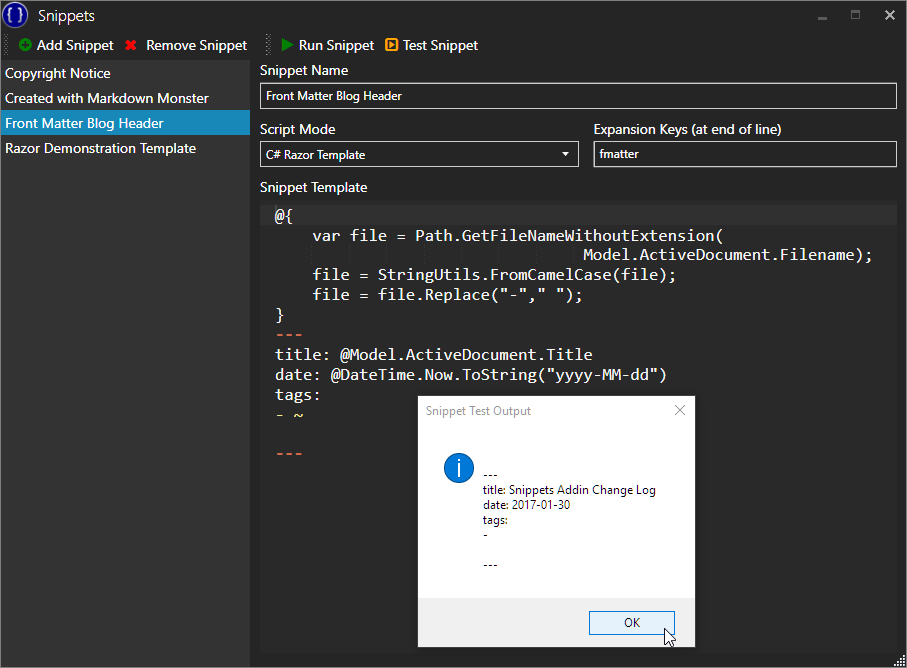 { } Snippets
Add Snippet Remove Snippet Run Snippet Test Snippet
Copyright Notice
Created with Markdown Monster
Front Matter Blog Header
Razor Demonstration Template
Snippet Name
Front Matter Blog Header
Script Mode
C# Razor Template
Expansion Keys (at end of line)
fmatter
Snippet Template
@{
    var file = Path.GetFileNameWithoutExtension(
                                 Model.ActiveDocument.Filename);
    file = StringUtils.FromCamelCase(file);
    file = file.Replace("-"," ");
}
---
title: @Model.ActiveDocument.Title
date: @DateTime.Now.ToString("yyyy-MM-dd")
tags:
- ~
---
Snippet Test Output
---
title: Snippets Addin Change Log
date: 2017-01-30
tags:
-
---
OK